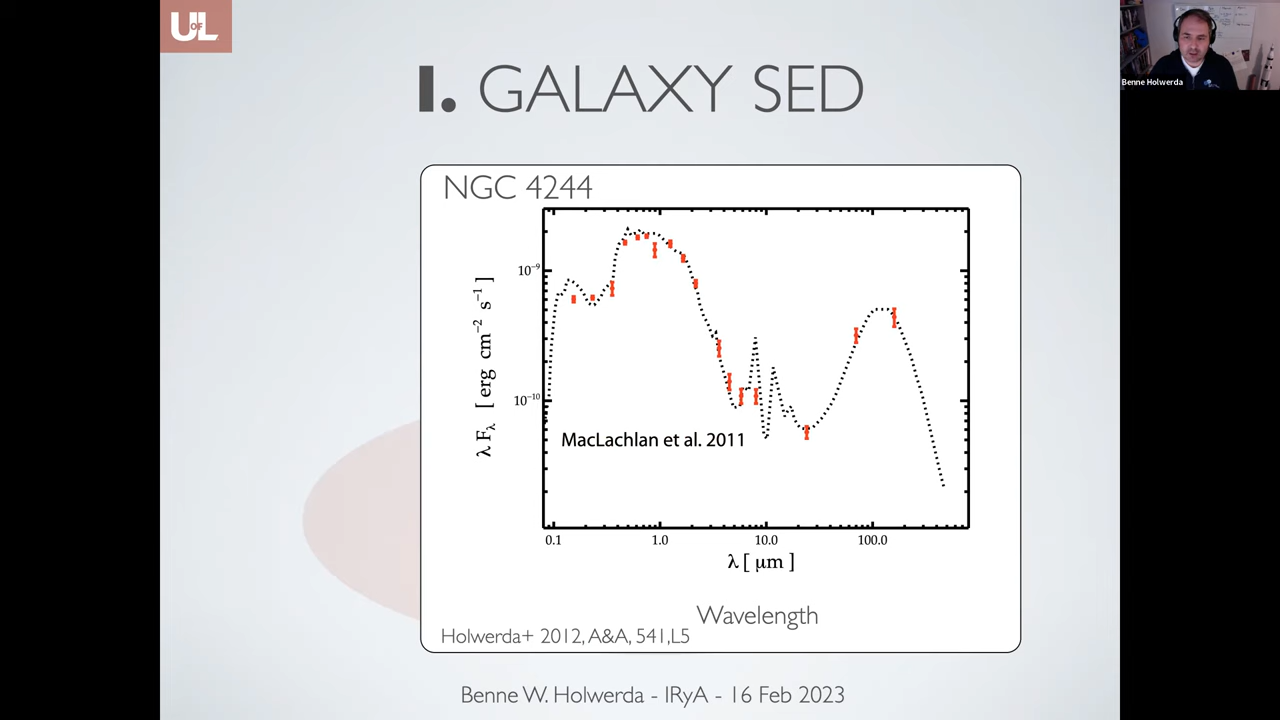 UofL
Benne Holwerda
I. GALAXY SED
NGC 4244
10⁻⁹
10⁻¹⁰
λ F_λ [ erg cm⁻² s⁻¹ ]
MacLachlan et al. 2011
0.1 1.0 10.0 100.0
λ [ μm ]
Wavelength
Holwerda+ 2012, A&A, 541,L5
Benne W. Holwerda - IRyA - 16 Feb 2023